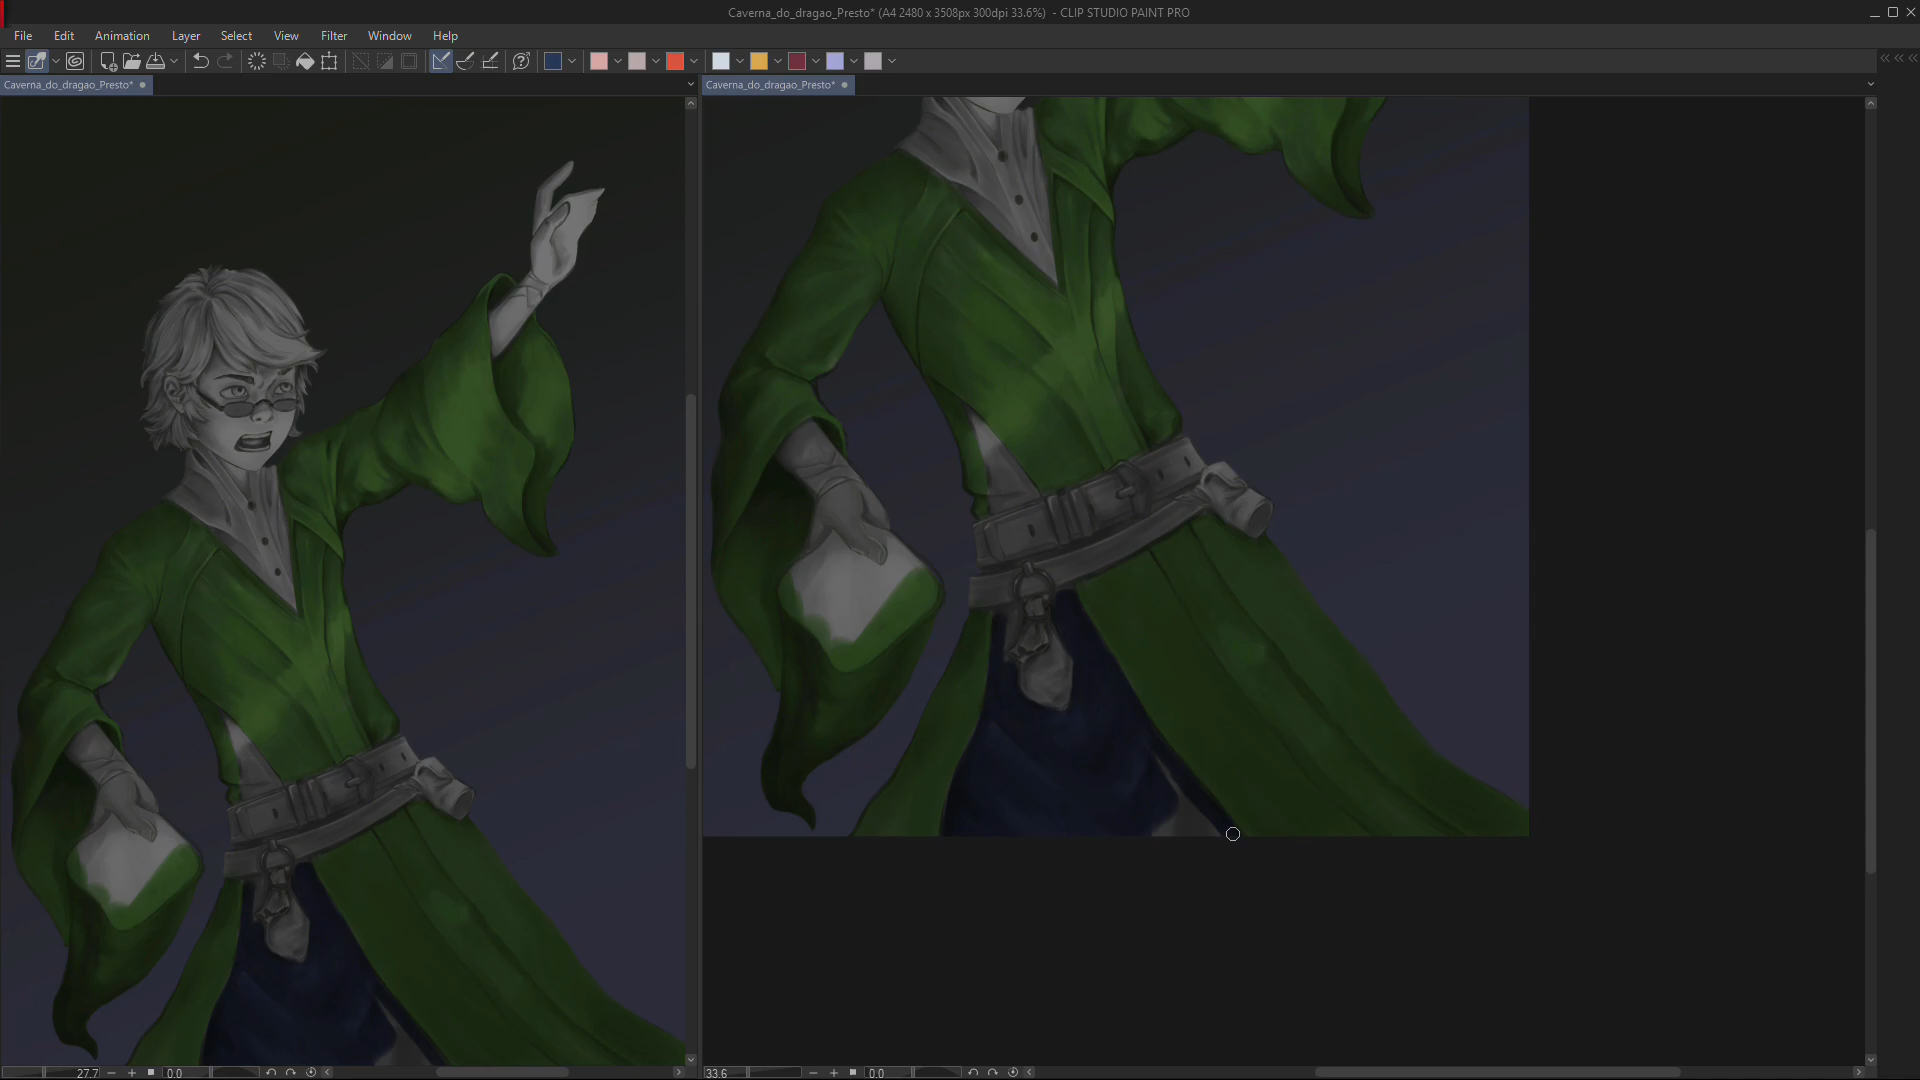 Caverna_do_dragao_Presto* (A4 2480 x 3508px 300dpi 33.6%) - CLIP STUDIO PAINT PRO
File Edit Animation Layer Select View Filter Window Help
Caverna_do_dragao_Presto*
Caverna_do_dragao_Presto*
27.7 0.0
33.6 0.0